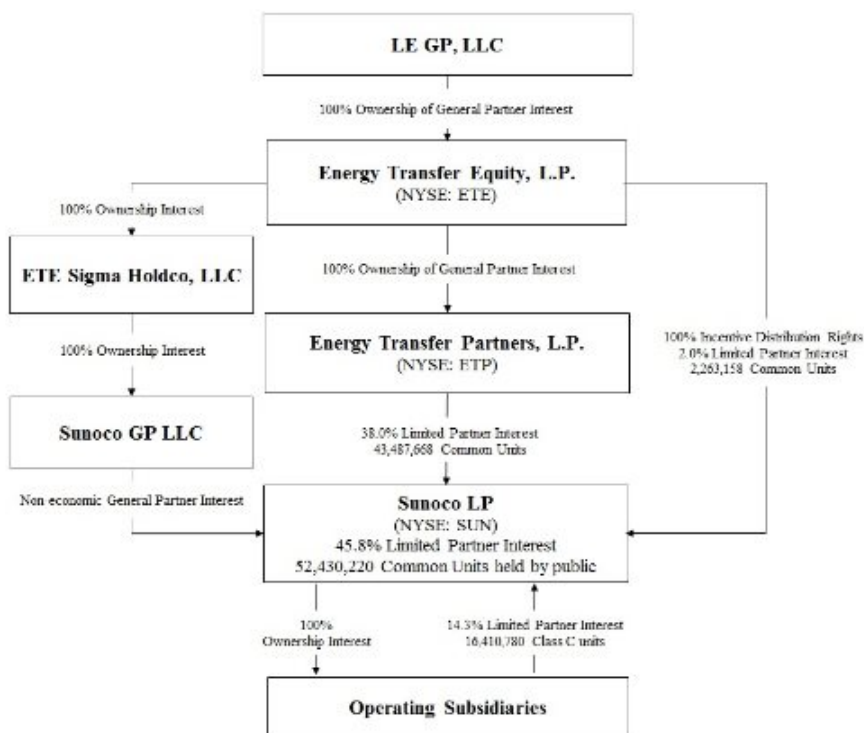 LE GP, LLC
100% Ownership of General Partner Interest
Energy Transfer Equity, L.P.
(NYSE: ETE)
100% Ownership Interest
ETE Sigma Holdco, LLC
100% Ownership of General Partner Interest
100% Ownership Interest
Energy Transfer Partners, L.P.
(NYSE: ETP)
100% Incentive Distribution Rights
2.0% Limited Partner Interest
2,263,158 Common Units
Sunoco GP LLC
38.0% Limited Partner Interest
43,487,668 Common Units
Non economic General Partner Interest
Sunoco LP
(NYSE: SUN)
45.8% Limited Partner Interest
52,430,220 Common Units held by public
100%
Ownership Interest
14.3% Limited Partner Interest
16,410,780 Class C units
Operating Subsidiaries